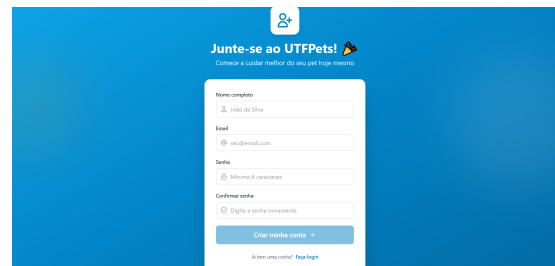 Junte-se ao UTFPets! 🎉
Comece a cuidar melhor do seu pet hoje mesmo
Nome completo
João da Silva
Email
seu@email.com
Senha
Mínimo 6 caracteres
Confirmar senha
Digite a senha novamente
Criar minha conta →
Já tem uma conta? Faça login